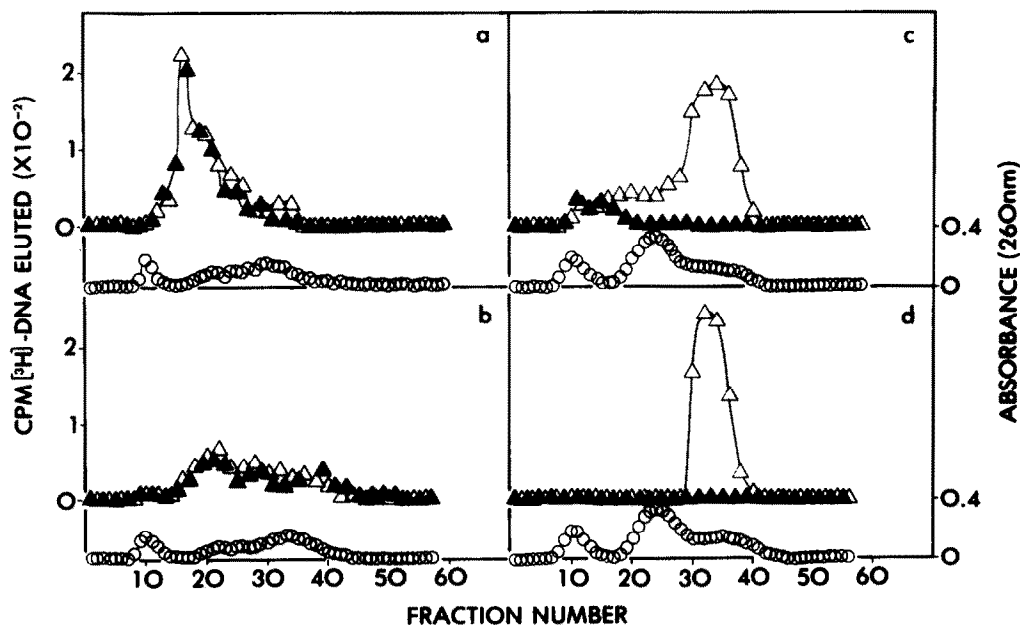 a
c
2
1
0
CPM [³H]-DNA ELUTED (X10⁻²)
0.4
0
ABSORBANCE (260nm)
b
d
2
1
0
0.4
0
10 20 30 40 50 60
10 20 30 40 50 60
FRACTION NUMBER